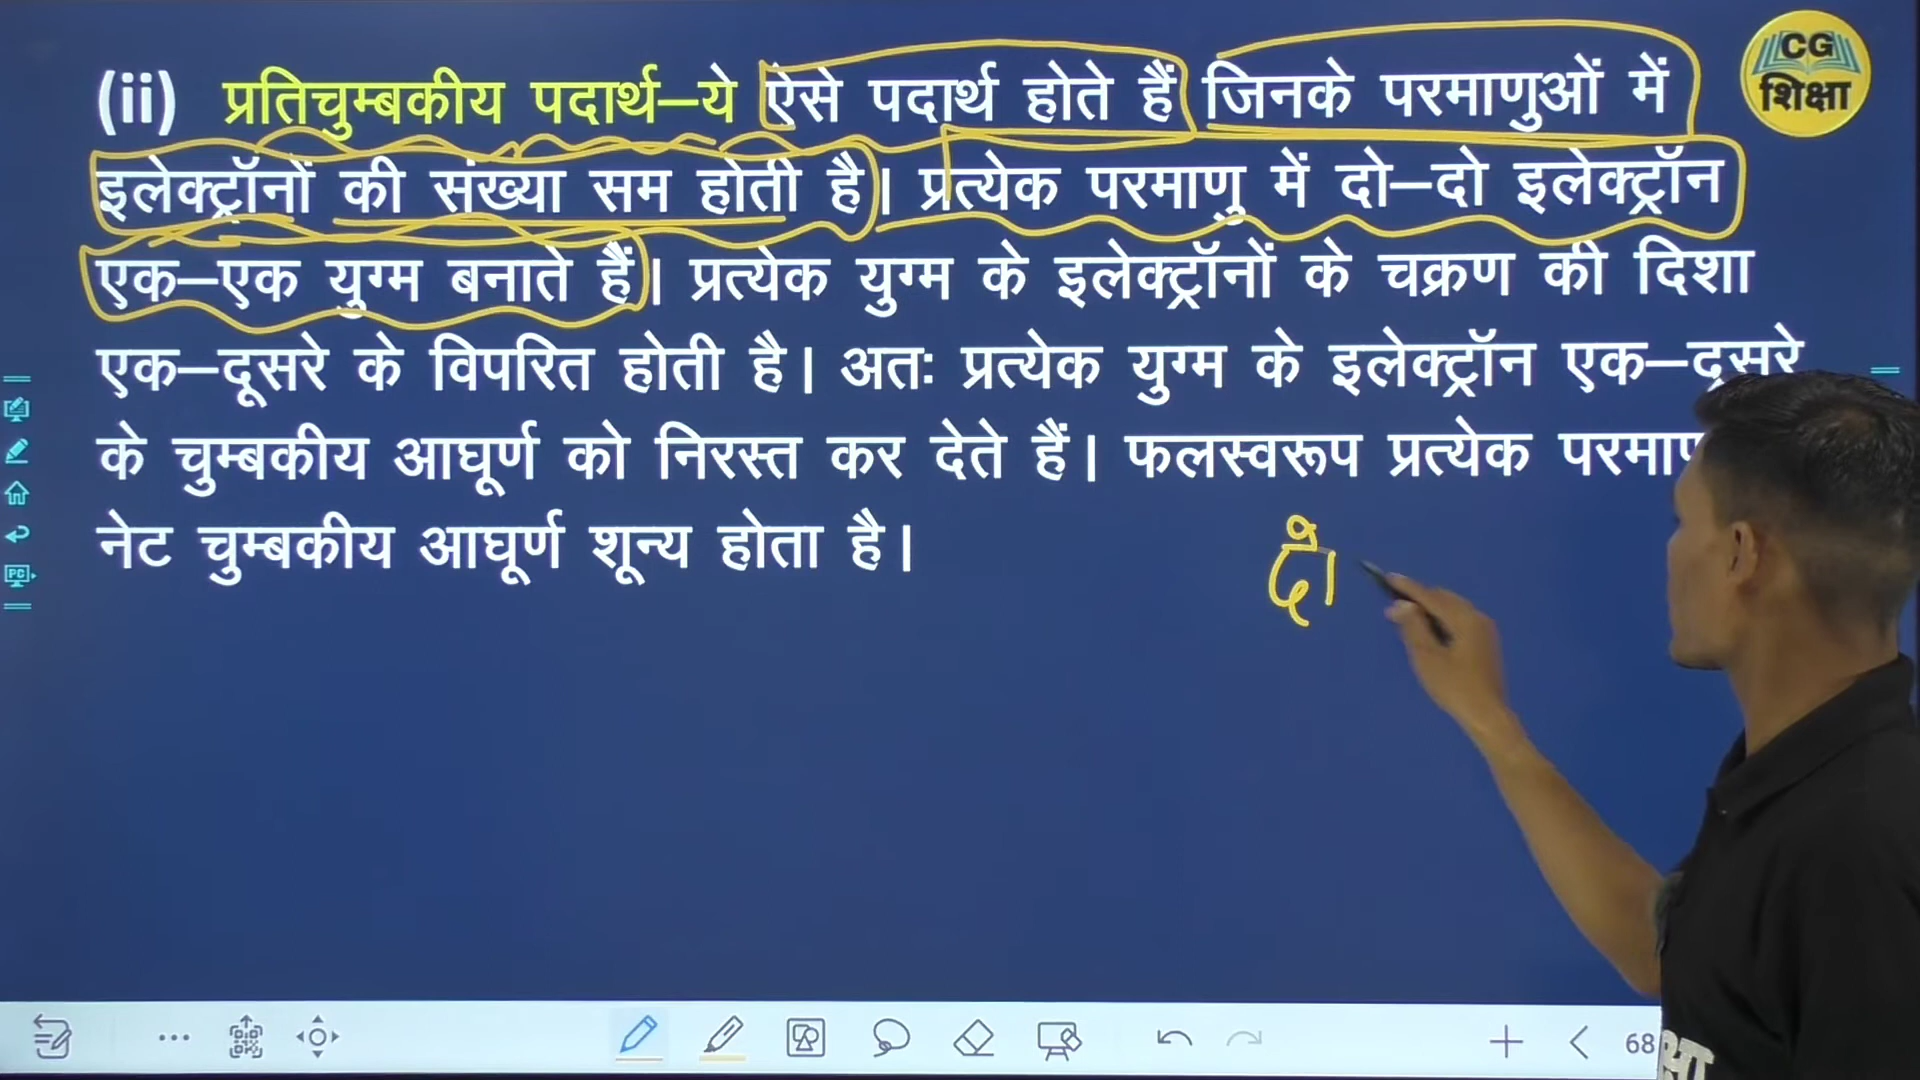 (ii) प्रतिचुम्बकीय पदार्थ–ये ऐसे पदार्थ होते हैं जिनके परमाणुओं में
इलेक्ट्रॉनों की संख्या सम होती है। प्रत्येक परमाणु में दो–दो इलेक्ट्रॉन
एक–एक युग्म बनाते हैं। प्रत्येक युग्म के इलेक्ट्रॉनों के चक्रण की दिशा
एक–दूसरे के विपरित होती है। अतः प्रत्येक युग्म के इलेक्ट्रॉन एक–दूसरे
के चुम्बकीय आघूर्ण को निरस्त कर देते हैं। फलस्वरूप प्रत्येक
नेट चुम्बकीय आघूर्ण शून्य होता है।
दो
CG
शिक्षा
PC
68